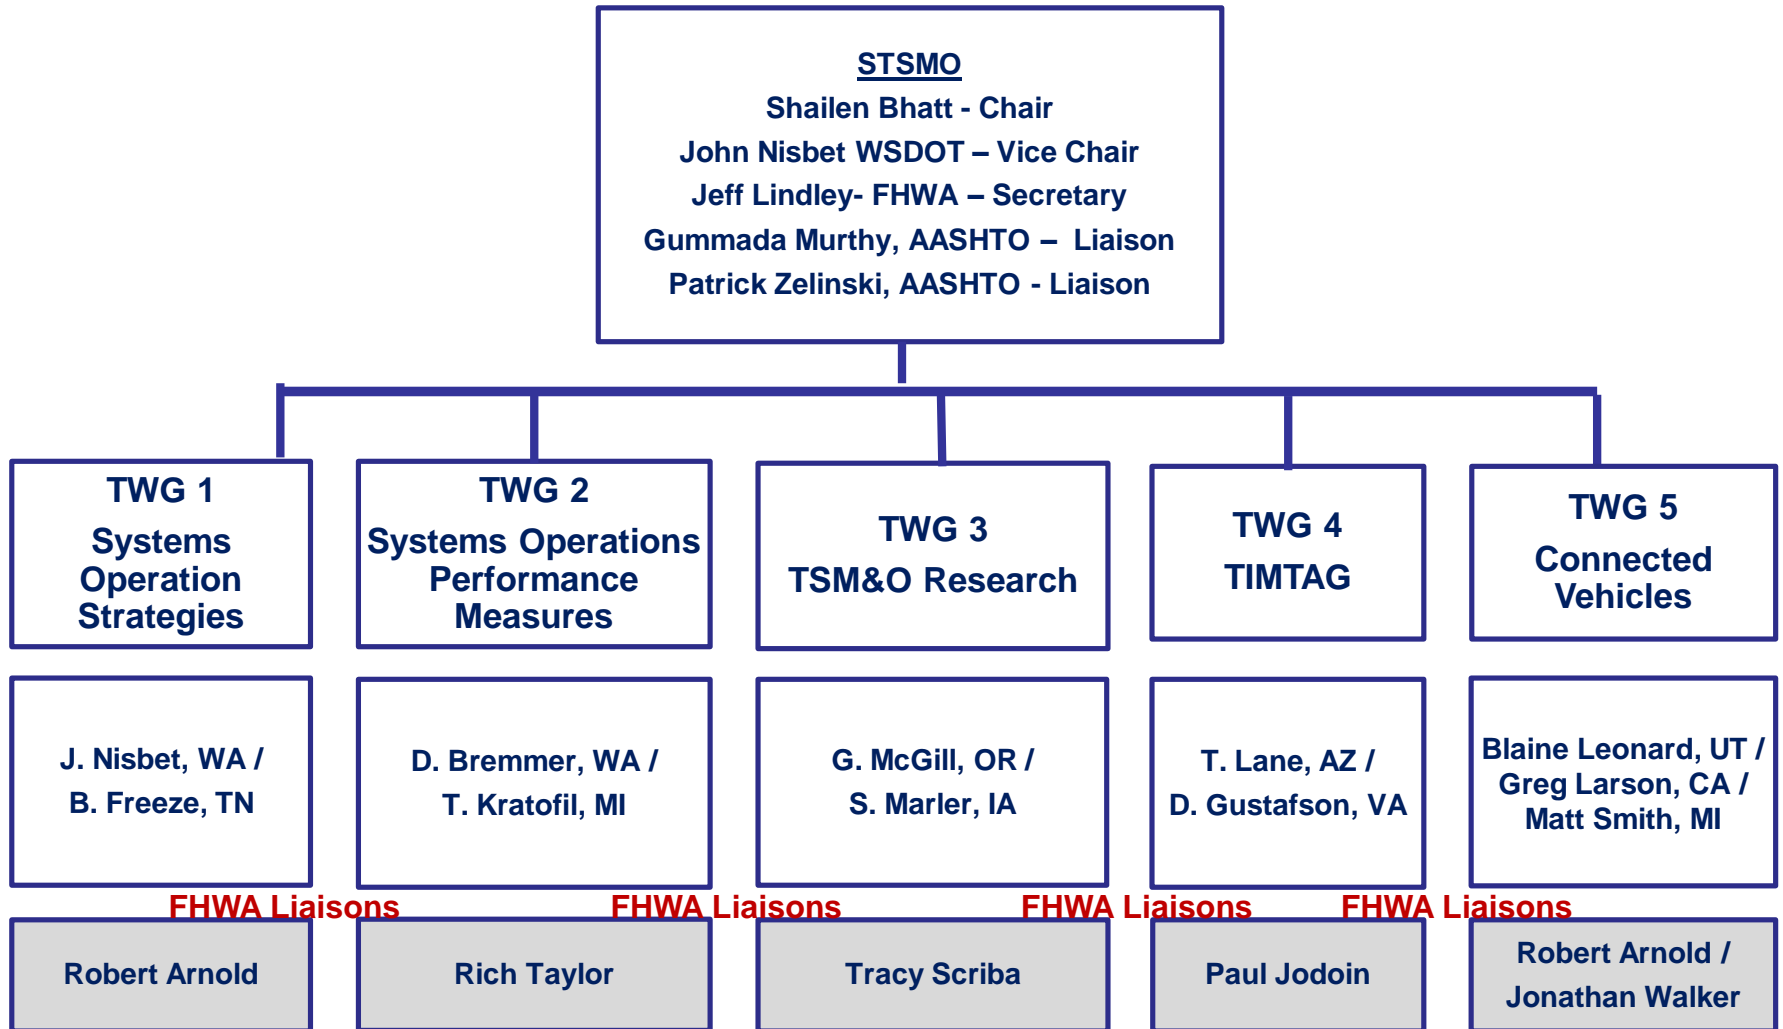 STSMO
Shailen Bhatt - Chair
John Nisbet WSDOT – Vice Chair
Jeff Lindley- FHWA – Secretary
Gummada Murthy, AASHTO – Liaison
Patrick Zelinski, AASHTO - Liaison
TWG 1
Systems
Operation
Strategies
TWG 2
Systems Operations
Performance
Measures
TWG 3
TSM&O Research
TWG 4
TIMTAG
TWG 5
Connected
Vehicles
J. Nisbet, WA /
B. Freeze, TN
D. Bremmer, WA /
T. Kratofil, MI
G. McGill, OR /
S. Marler, IA
T. Lane, AZ /
D. Gustafson, VA
Blaine Leonard, UT /
Greg Larson, CA /
Matt Smith, MI
FHWA Liaisons
FHWA Liaisons
FHWA Liaisons
FHWA Liaisons
Robert Arnold
Rich Taylor
Tracy Scriba
Paul Jodoin
Robert Arnold /
Jonathan Walker